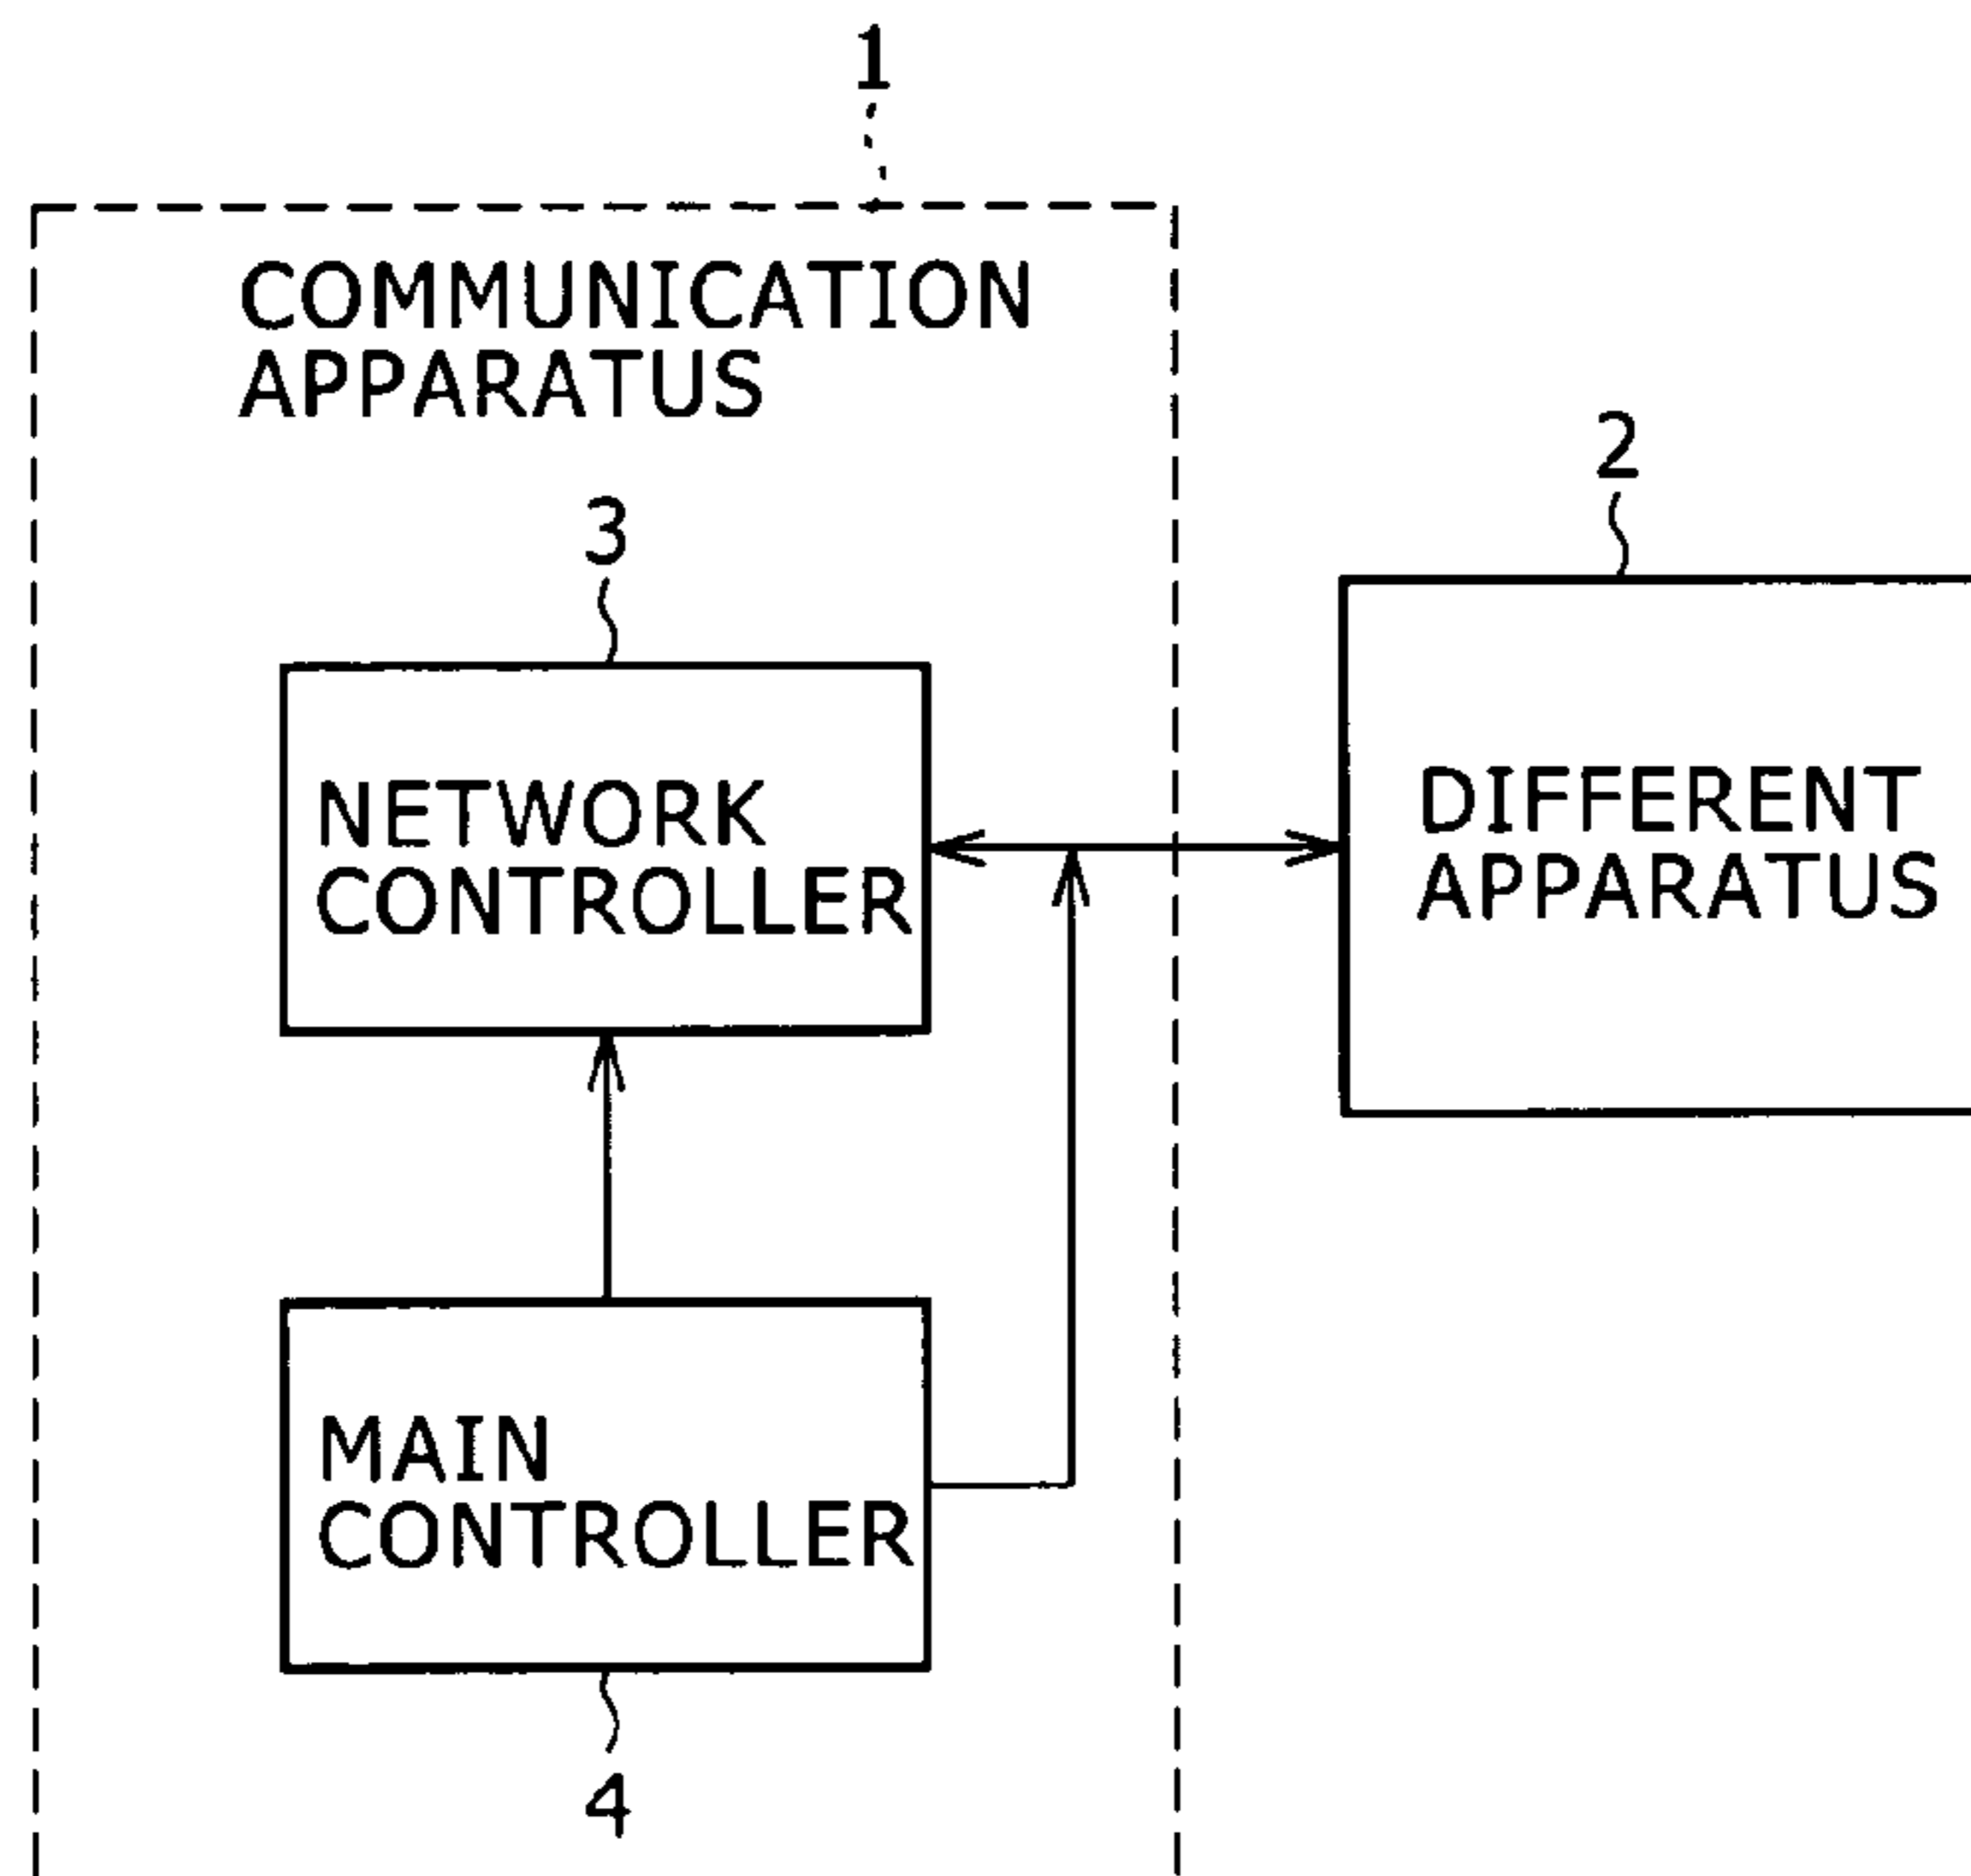 1
COMMUNICATION
APPARATUS
2
3
NETWORK
CONTROLLER
DIFFERENT
APPARATUS
MAIN
CONTROLLER
4